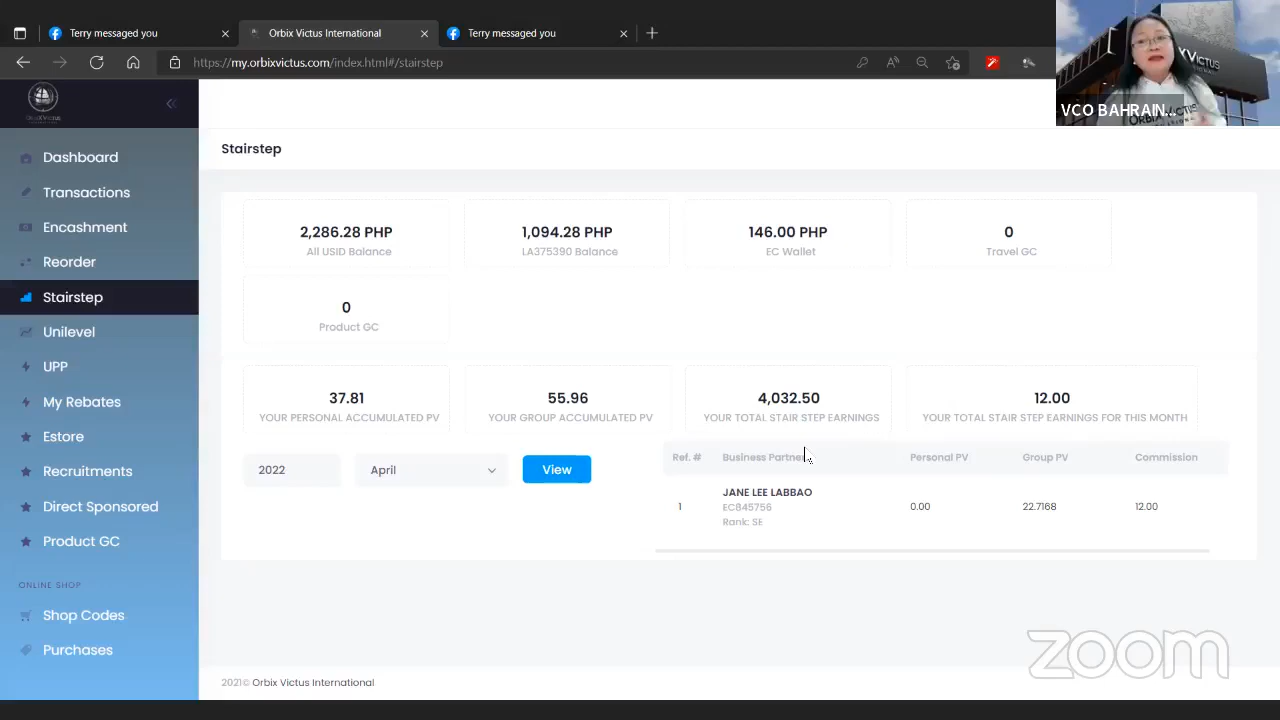 Terry messaged you
Orbix Victus International
Terry messaged you
https://my.orbixvictus.com/index.html#/stairstep
VCO BAHRAIN...
ORBIX VICTUS
Dashboard
Transactions
Encashment
Reorder
Stairstep
Unilevel
UPP
My Rebates
Estore
Recruitments
Direct Sponsored
Product GC
ONLINE SHOP
Shop Codes
Purchases
Stairstep
2,286.28 PHP
All USID Balance
1,094.28 PHP
LA375390 Balance
146.00 PHP
EC Wallet
0
Travel GC
0
Product GC
37.81
YOUR PERSONAL ACCUMULATED PV
55.96
YOUR GROUP ACCUMULATED PV
4,032.50
YOUR TOTAL STAIR STEP EARNINGS
12.00
YOUR TOTAL STAIR STEP EARNINGS FOR THIS MONTH
2022
April
View
Ref. # Business Partner Personal PV Group PV Commission
1 JANE LEE LABBAO 0.00 22.7168 12.00
EC845756
Rank: SE
zoom
2021© Orbix Victus International